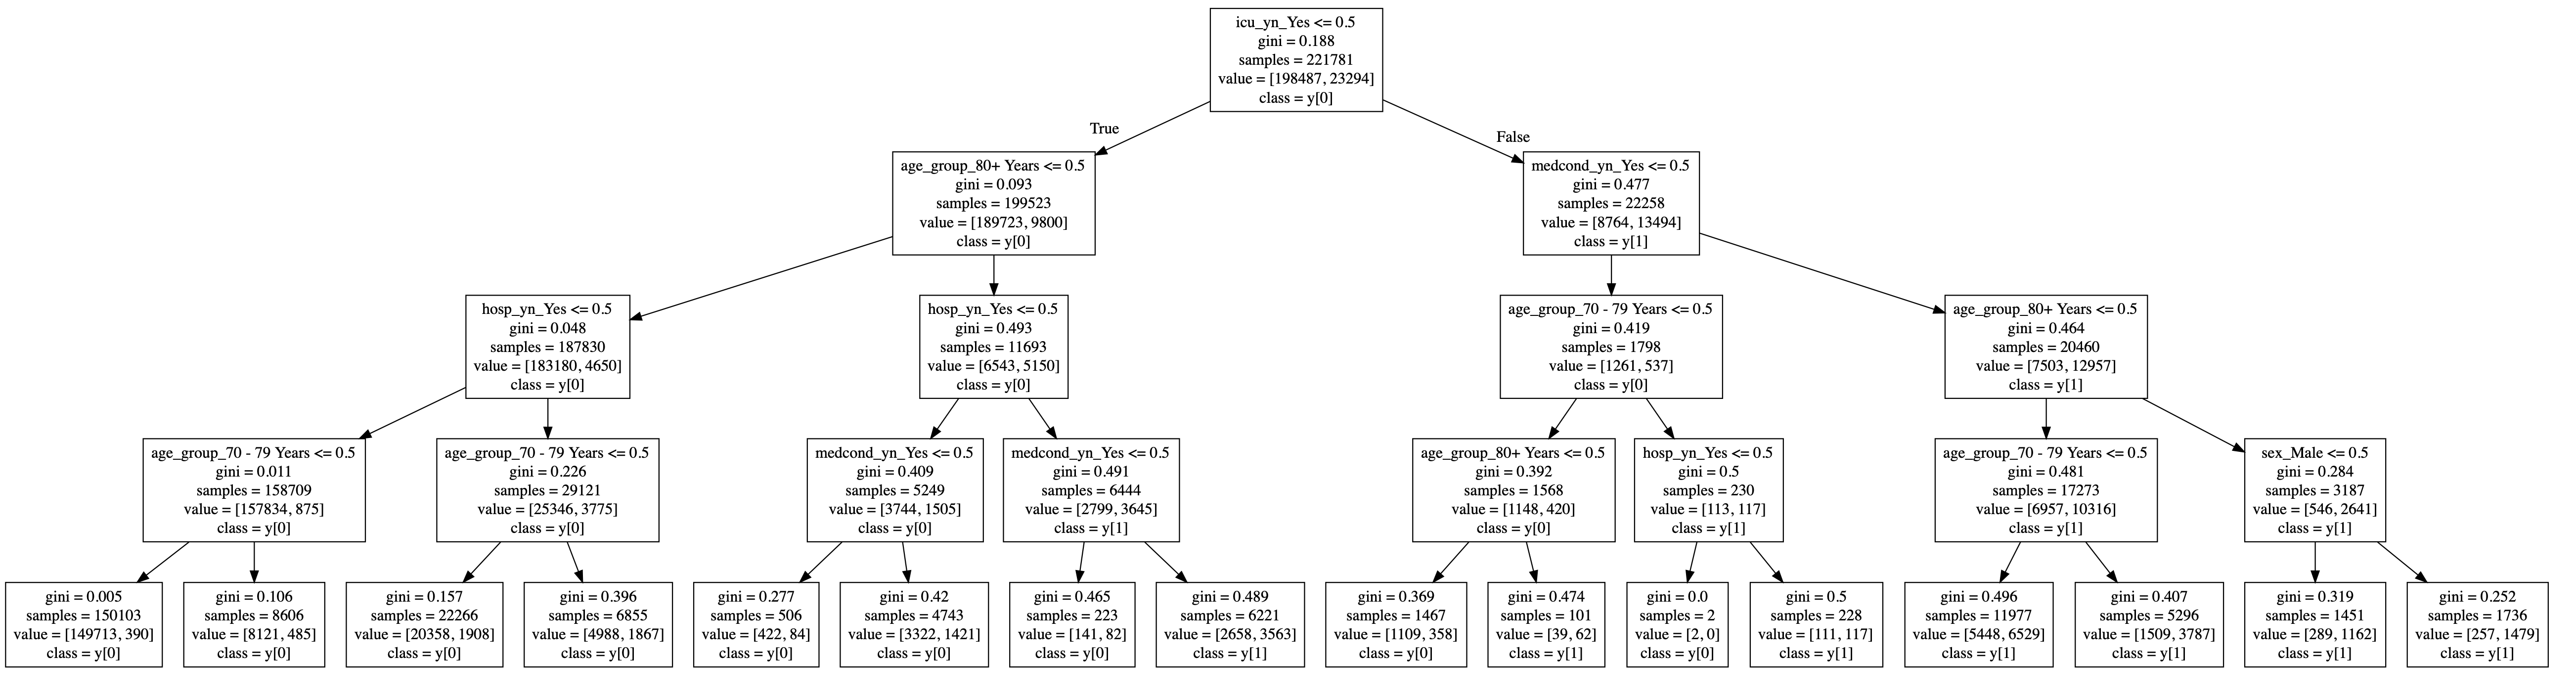 icu_yn_Yes <= 0.5
gini = 0.188
samples = 221781
value = [198487, 23294]
class = y[0]
True
False
age_group_80+ Years <= 0.5
gini = 0.093
samples = 199523
value = [189723, 9800]
class = y[0]
medcond_yn_Yes <= 0.5
gini = 0.477
samples = 22258
value = [8764, 13494]
class = y[1]
hosp_yn_Yes <= 0.5
gini = 0.048
samples = 187830
value = [183180, 4650]
class = y[0]
hosp_yn_Yes <= 0.5
gini = 0.493
samples = 11693
value = [6543, 5150]
class = y[0]
age_group_70 - 79 Years <= 0.5
gini = 0.419
samples = 1798
value = [1261, 537]
class = y[0]
age_group_80+ Years <= 0.5
gini = 0.464
samples = 20460
value = [7503, 12957]
class = y[1]
age_group_70 - 79 Years <= 0.5
gini = 0.011
samples = 158709
value = [157834, 875]
class = y[0]
age_group_70 - 79 Years <= 0.5
gini = 0.226
samples = 29121
value = [25346, 3775]
class = y[0]
medcond_yn_Yes <= 0.5
gini = 0.409
samples = 5249
value = [3744, 1505]
class = y[0]
medcond_yn_Yes <= 0.5
gini = 0.491
samples = 6444
value = [2799, 3645]
class = y[1]
age_group_80+ Years <= 0.5
gini = 0.392
samples = 1568
value = [1148, 420]
class = y[0]
hosp_yn_Yes <= 0.5
gini = 0.5
samples = 230
value = [113, 117]
class = y[1]
age_group_70 - 79 Years <= 0.5
gini = 0.481
samples = 17273
value = [6957, 10316]
class = y[1]
sex_Male <= 0.5
gini = 0.284
samples = 3187
value = [546, 2641]
class = y[1]
gini = 0.005
samples = 150103
value = [149713, 390]
class = y[0]
gini = 0.106
samples = 8606
value = [8121, 485]
class = y[0]
gini = 0.157
samples = 22266
value = [20358, 1908]
class = y[0]
gini = 0.396
samples = 6855
value = [4988, 1867]
class = y[0]
gini = 0.277
samples = 506
value = [422, 84]
class = y[0]
gini = 0.42
samples = 4743
value = [3322, 1421]
class = y[0]
gini = 0.465
samples = 223
value = [141, 82]
class = y[0]
gini = 0.489
samples = 6221
value = [2658, 3563]
class = y[1]
gini = 0.369
samples = 1467
value = [1109, 358]
class = y[0]
gini = 0.474
samples = 101
value = [39, 62]
class = y[1]
gini = 0.0
samples = 2
value = [2, 0]
class = y[0]
gini = 0.5
samples = 228
value = [111, 117]
class = y[1]
gini = 0.496
samples = 11977
value = [5448, 6529]
class = y[1]
gini = 0.407
samples = 5296
value = [1509, 3787]
class = y[1]
gini = 0.319
samples = 1451
value = [289, 1162]
class = y[1]
gini = 0.252
samples = 1736
value = [257, 1479]
class = y[1]